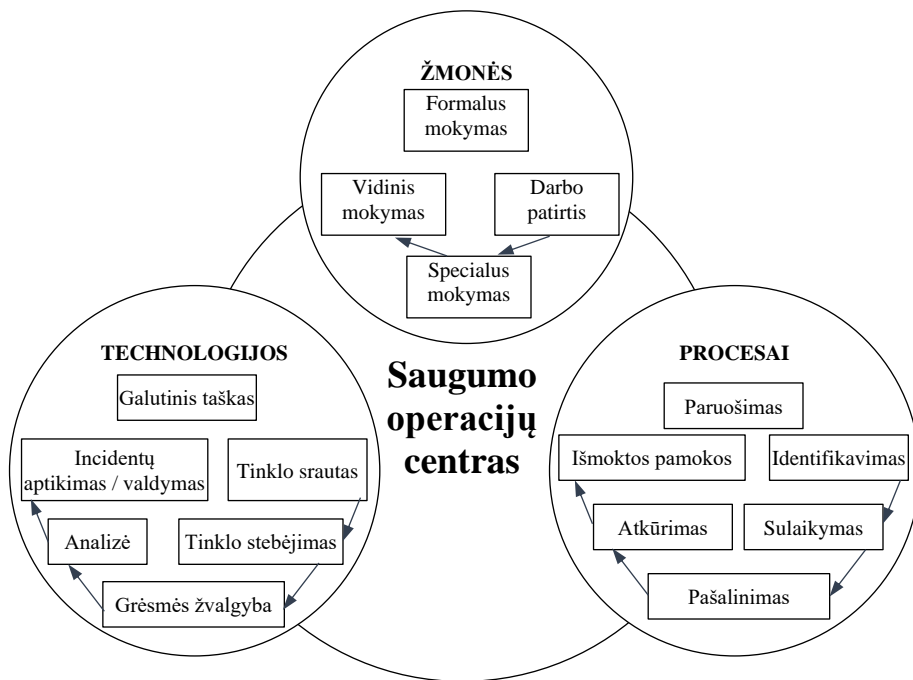 ŽMONĖS
Formalus
mokymas
Vidinis
mokymas
Darbo
patirtis
Specialus
mokymas
TECHNOLOGIJOS
Galutinis taškas
Incidentų
aptikimas / valdymas
Tinklo srautas
Analizė
Tinklo stebėjimas
Grėsmės žvalgyba
Saugumo
operacijų
centras
PROCESAI
Paruošimas
Išmoktos pamokos
Identifikavimas
Atkūrimas
Sulaikymas
Pašalinimas